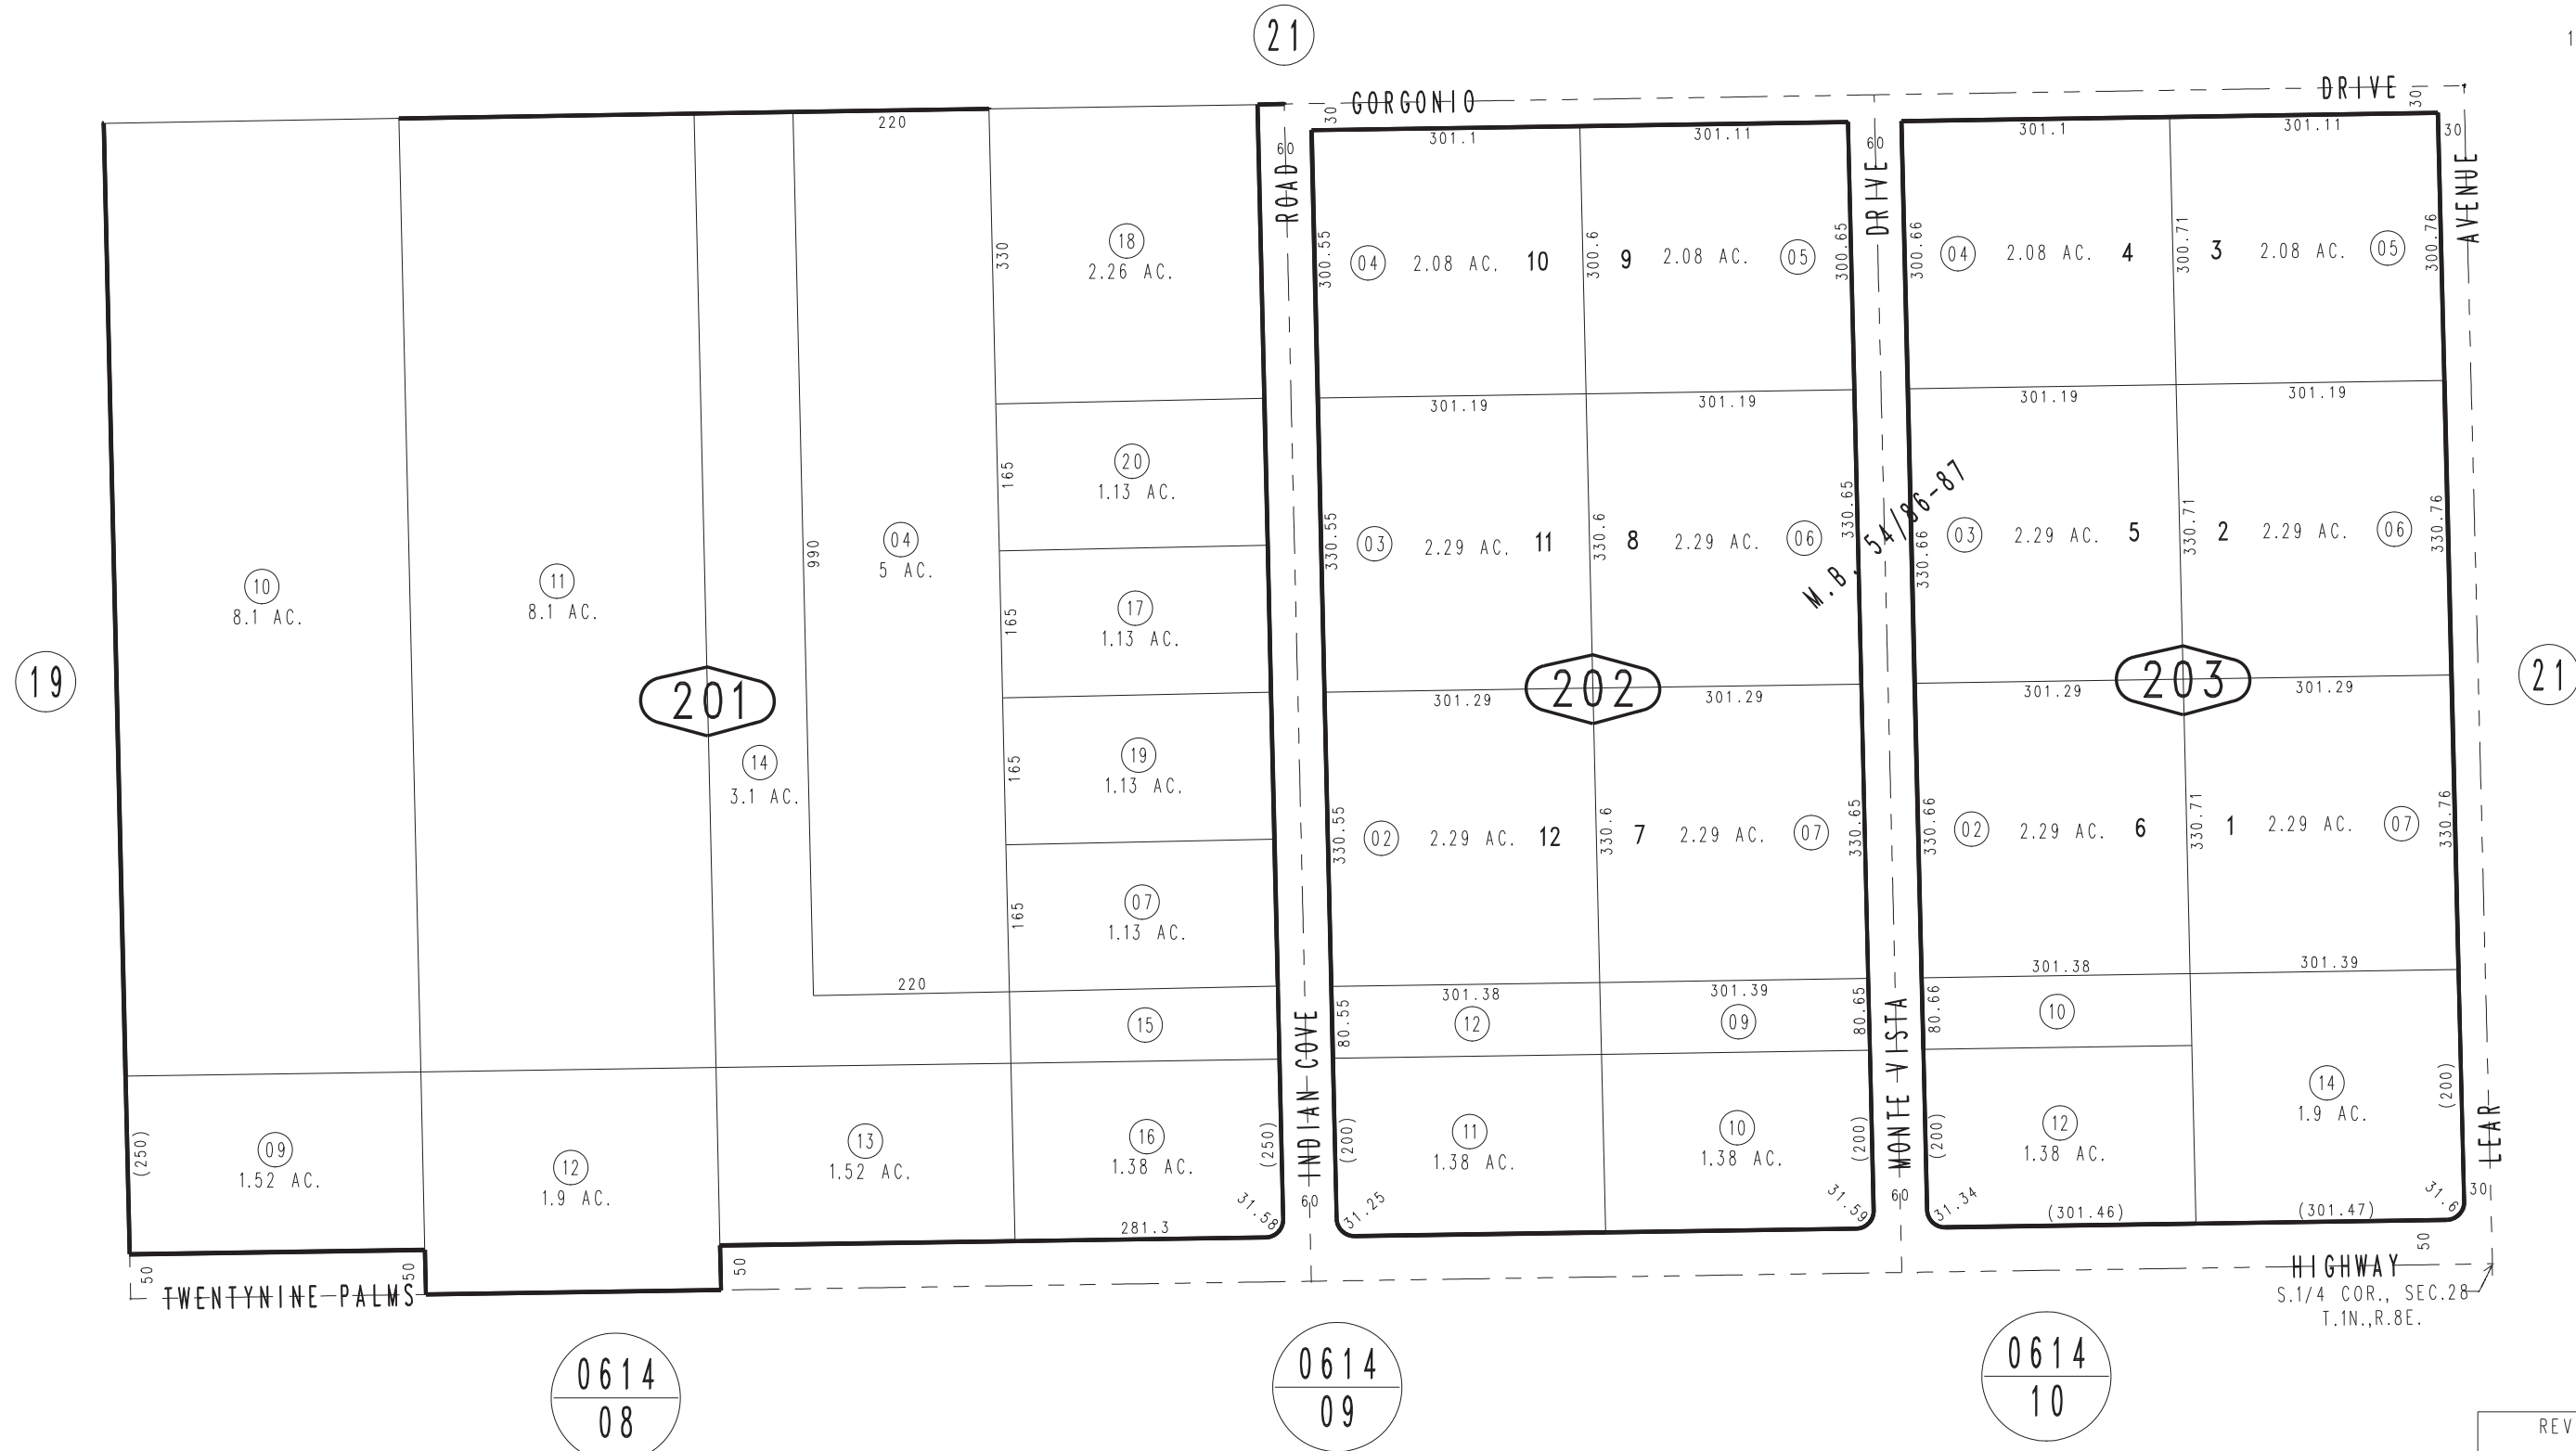 21
1
GORGONIO DRIVE
30
30
220
60
ROAD
301.1
301.11
60
DRIVE
301.1
301.11
30
AVENUE
330
18
2.26 AC.
300.55
04 2.08 AC. 10
300.6
9 2.08 AC. 05
300.65
300.66
04 2.08 AC. 4
300.71
3 2.08 AC. 05
300.76
301.19
301.19
301.19
301.19
165
20
1.13 AC.
10
8.1 AC.
11
8.1 AC.
990
04
5 AC.
330.55
03 2.29 AC. 11
330.6
8 2.29 AC. 06
330.65
M.B. 54/86-87
330.66
03 2.29 AC. 5
330.71
2 2.29 AC. 06
330.76
165
17
1.13 AC.
19
201
202
203
21
301.29
301.29
301.29
301.29
14
3.1 AC.
165
19
1.13 AC.
330.55
02 2.29 AC. 12
330.6
7 2.29 AC. 07
330.65
330.66
02 2.29 AC. 6
330.71
1 2.29 AC. 07
330.76
165
07
1.13 AC.
220
301.38
301.39
301.38
301.39
15
INDIAN COVE
80.55
12
09
80.65
MONTE VISTA
80.66
10
(250)
09
1.52 AC.
12
1.9 AC.
13
1.52 AC.
16
1.38 AC.
(250)
(200)
11
1.38 AC.
10
1.38 AC.
(200)
(200)
12
1.38 AC.
14
1.9 AC.
(200)
LEAR
281.3
31.58
60
31.25
31.59
60
31.34
(301.46)
(301.47)
31.6
30
50
50
50
50
TWENTYNINE PALMS HIGHWAY
S.1/4 COR., SEC.28
T.1N.,R.8E.
0614
08
0614
09
0614
10
REV